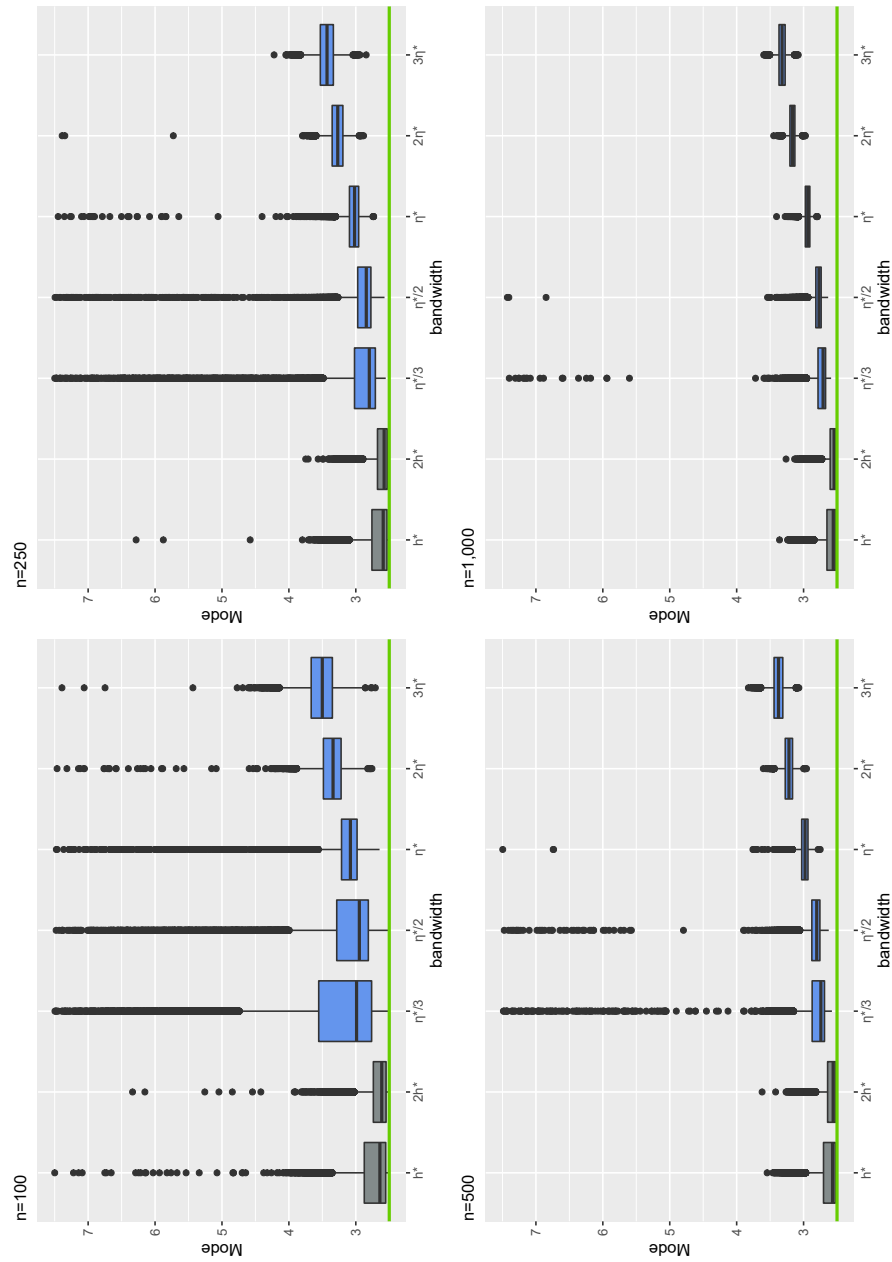 n=100
Mode
7
6
5
4
3
h*
2h*
η*/3
η*/2
η*
2η*
3η*
bandwidth
n=250
Mode
7
6
5
4
3
h*
2h*
η*/3
η*/2
η*
2η*
3η*
bandwidth
n=500
Mode
7
6
5
4
3
h*
2h*
η*/3
η*/2
η*
2η*
3η*
bandwidth
n=1,000
Mode
7
6
5
4
3
h*
2h*
η*/3
η*/2
η*
2η*
3η*
bandwidth